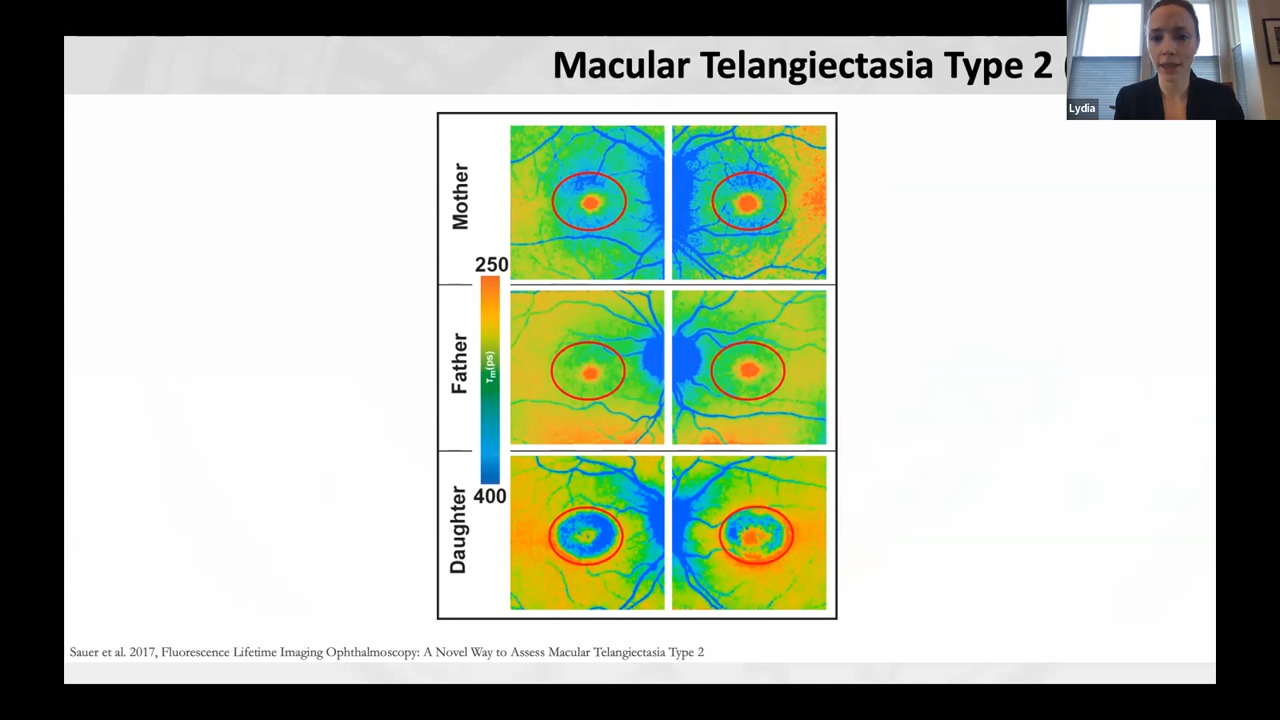 Macular Telangiectasia Type 2 (
Lydia
Mother
250
τm(ps)
Father
400
Daughter
Sauer et al. 2017, Fluorescence Lifetime Imaging Ophthalmoscopy: A Novel Way to Assess Macular Telangiectasia Type 2